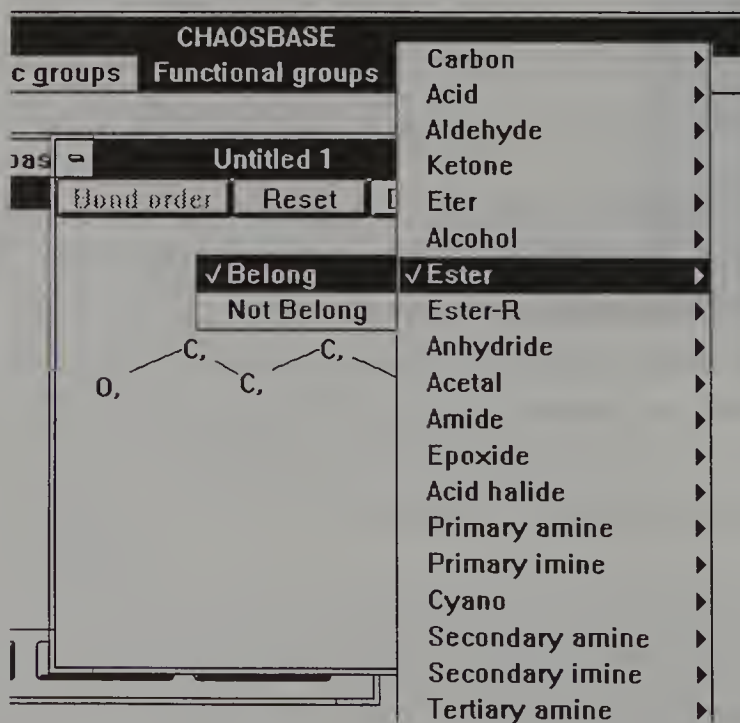 CHAOSBASE
c groups Functional groups
Untitled 1
Bond order Reset
√ Belong
Not Belong
C, C,
O, C,
Carbon
Acid
Aldehyde
Ketone
Eter
Alcohol
√ Ester
Ester-R
Anhydride
Acetal
Amide
Epoxide
Acid halide
Primary amine
Primary imine
Cyano
Secondary amine
Secondary imine
Tertiary amine